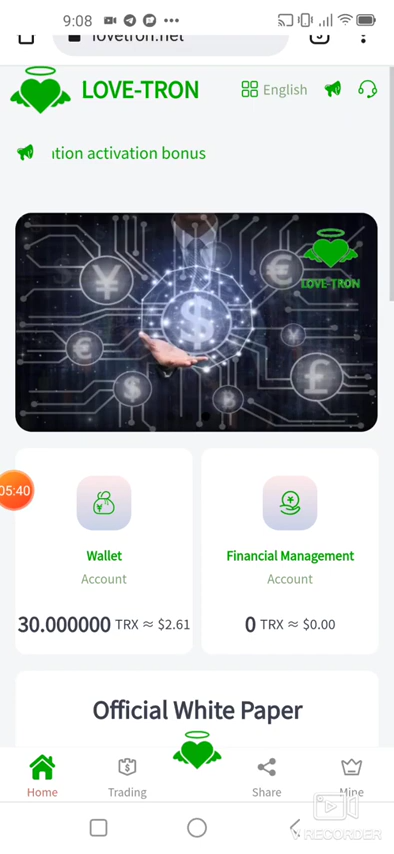 9:08
lovetron.net
LOVE-TRON
English
ation activation bonus
LOVE-TRON
05:40
Wallet
Account
30.000000 TRX ≈ $2.61
Financial Management
Account
0 TRX ≈ $0.00
Official White Paper
Home
Trading
Share
Mine
RECORDER